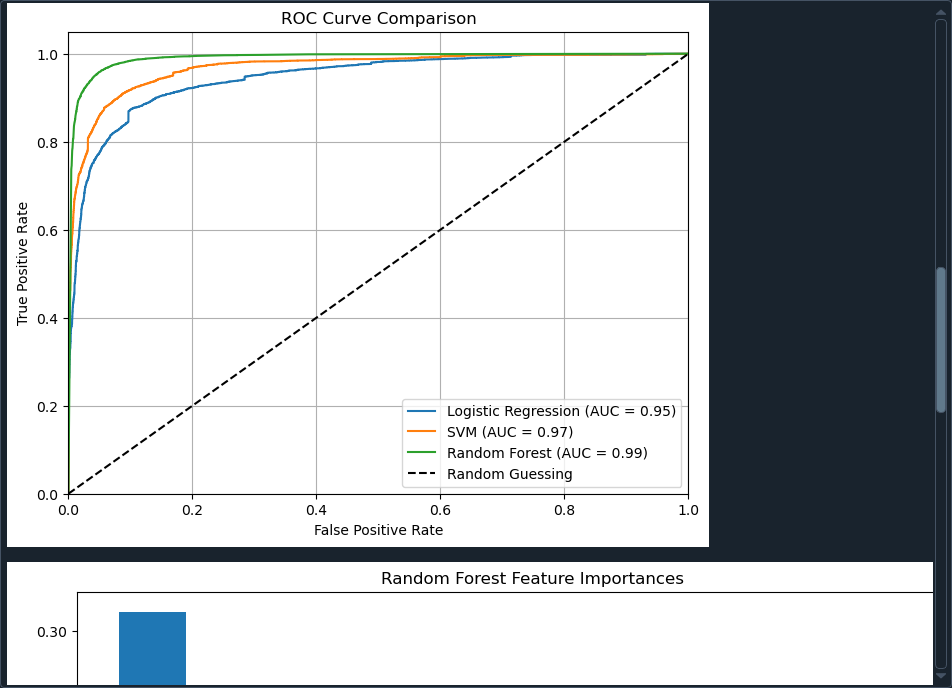 ROC Curve Comparison
1.0
0.8
0.6
0.4
0.2
0.0
True Positive Rate
Logistic Regression (AUC = 0.95)
SVM (AUC = 0.97)
Random Forest (AUC = 0.99)
Random Guessing
0.0 0.2 0.4 0.6 0.8 1.0
False Positive Rate
Random Forest Feature Importances
0.30